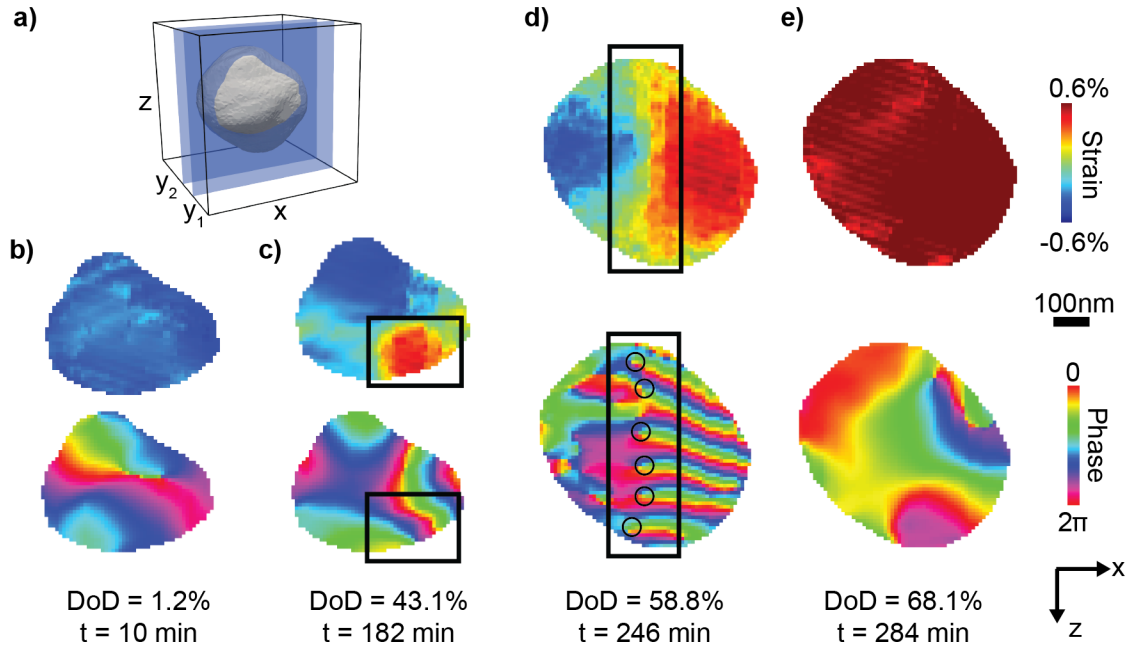 a)
z
y2
y1
x
b)
c)
d)
e)
0.6%
Strain
-0.6%
100nm
0
Phase
2π
x
z
DoD = 1.2%
t = 10 min
DoD = 43.1%
t = 182 min
DoD = 58.8%
t = 246 min
DoD = 68.1%
t = 284 min